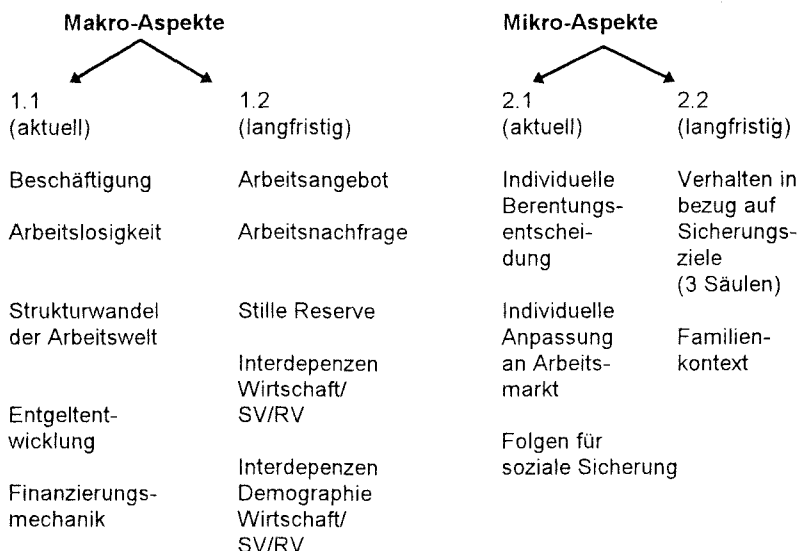 Makro-Aspekte
1.1
(aktuell)
Beschäftigung
Arbeitslosigkeit
Strukturwandel
der Arbeitswelt
Entgeltent-
wicklung
Finanzierungs-
mechanik
1.2
(langfristig)
Arbeitsangebot
Arbeitsnachfrage
Stille Reserve
Interdepenzen
Wirtschaft/
SV/RV
Interdepenzen
Demographie
Wirtschaft/
SV/RV
Mikro-Aspekte
2.1
(aktuell)
Individuelle
Berentungs-
entschei-
dung
Individuelle
Anpassung
an Arbeits-
markt
Folgen für
soziale Sicherung
2.2
(langfristig)
Verhalten in
bezug auf
Sicherungs-
ziele
(3 Säulen)
Familien-
kontext